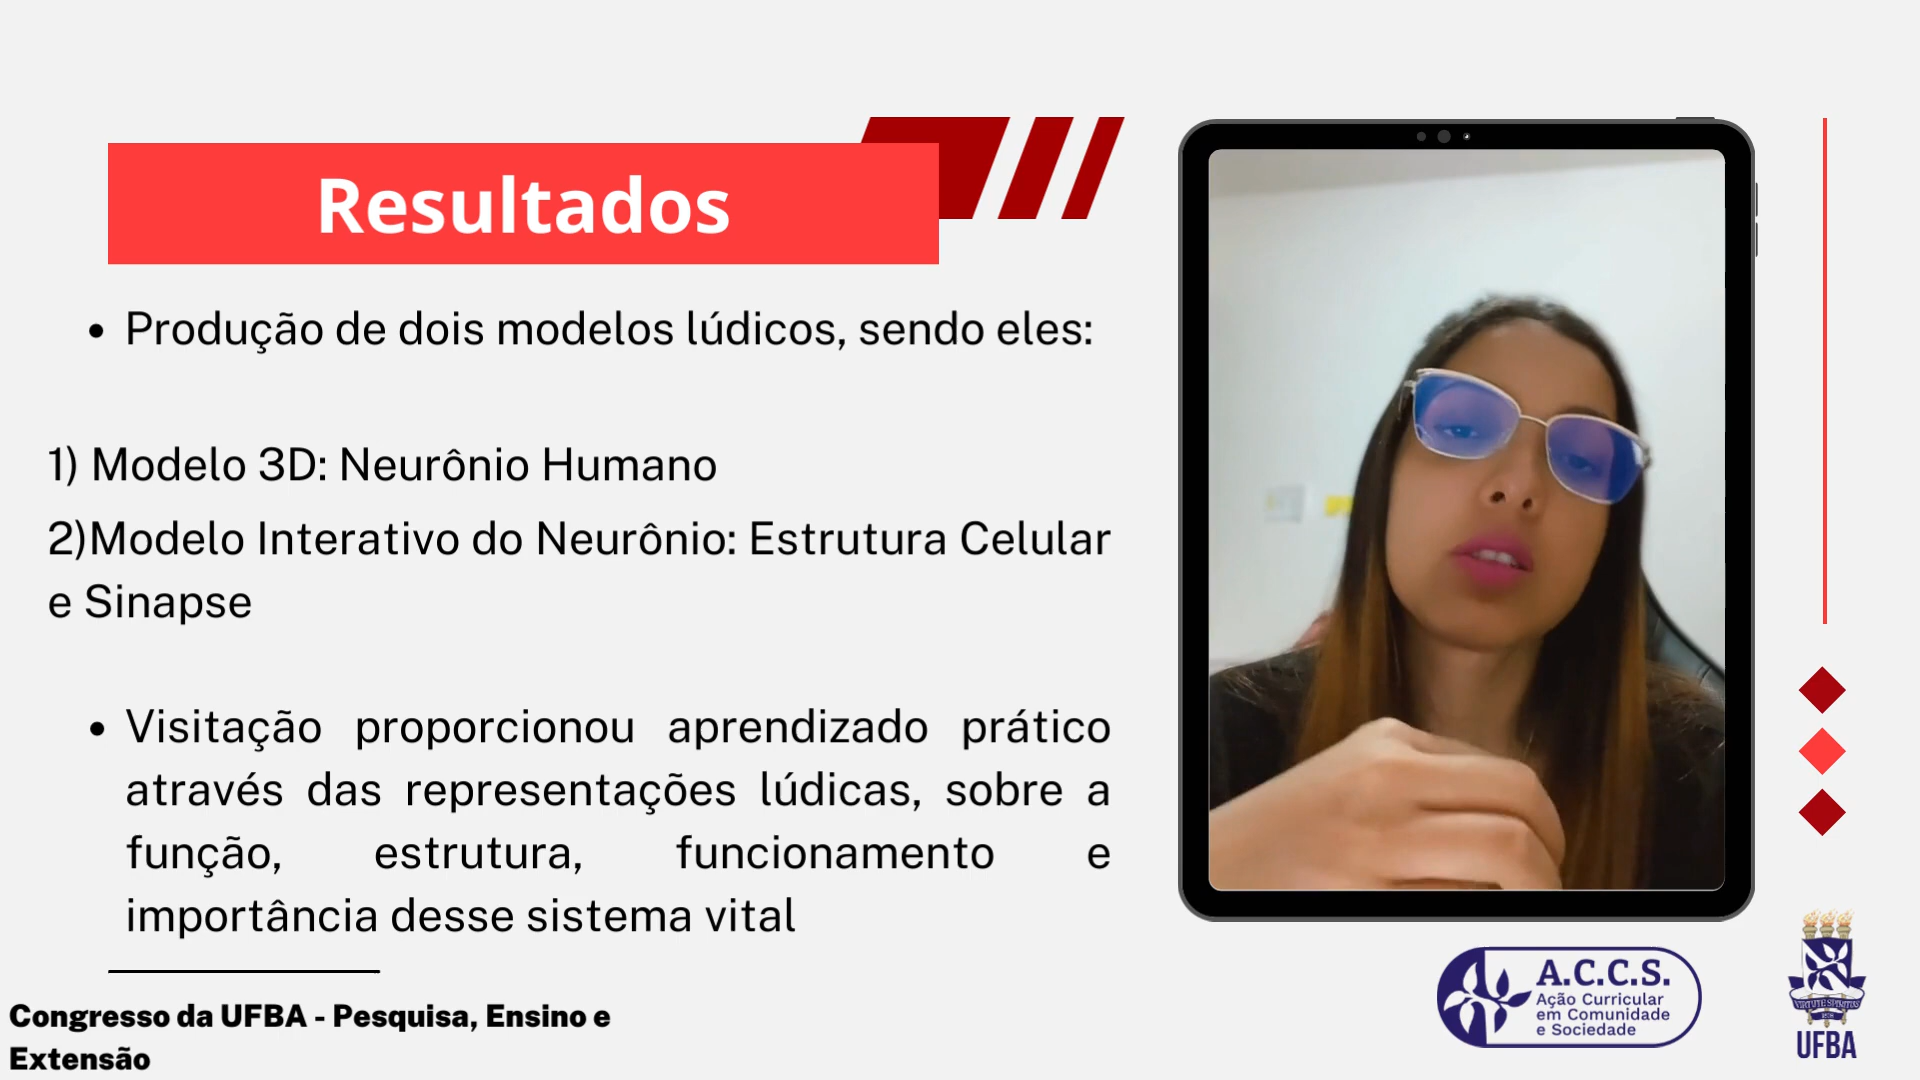 Resultados
• Produção de dois modelos lúdicos, sendo eles:
1) Modelo 3D: Neurônio Humano
2)Modelo Interativo do Neurônio: Estrutura Celular
e Sinapse
• Visitação proporcionou aprendizado prático
através das representações lúdicas, sobre a
função, estrutura, funcionamento e
importância desse sistema vital
Congresso da UFBA - Pesquisa, Ensino e
Extensão
A.C.C.S.
Ação Curricular
em Comunidade
e Sociedade
VIRTUTE SPIRITUS
UFBA